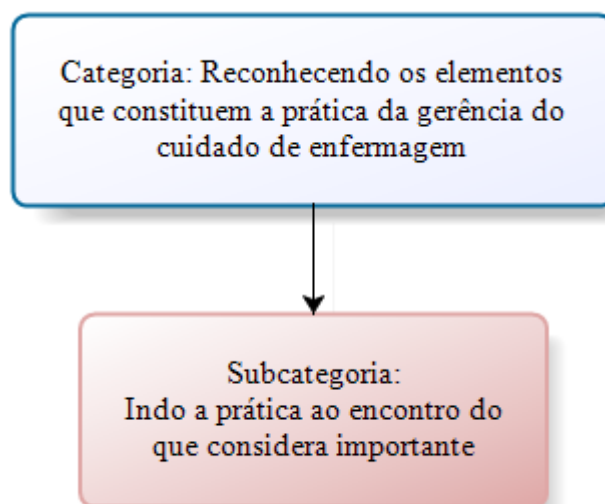 Categoria: Reconhecendo os elementos
que constituem a prática da gerência do
cuidado de enfermagem
Subcategoria:
Indo a prática ao encontro do
que considera importante